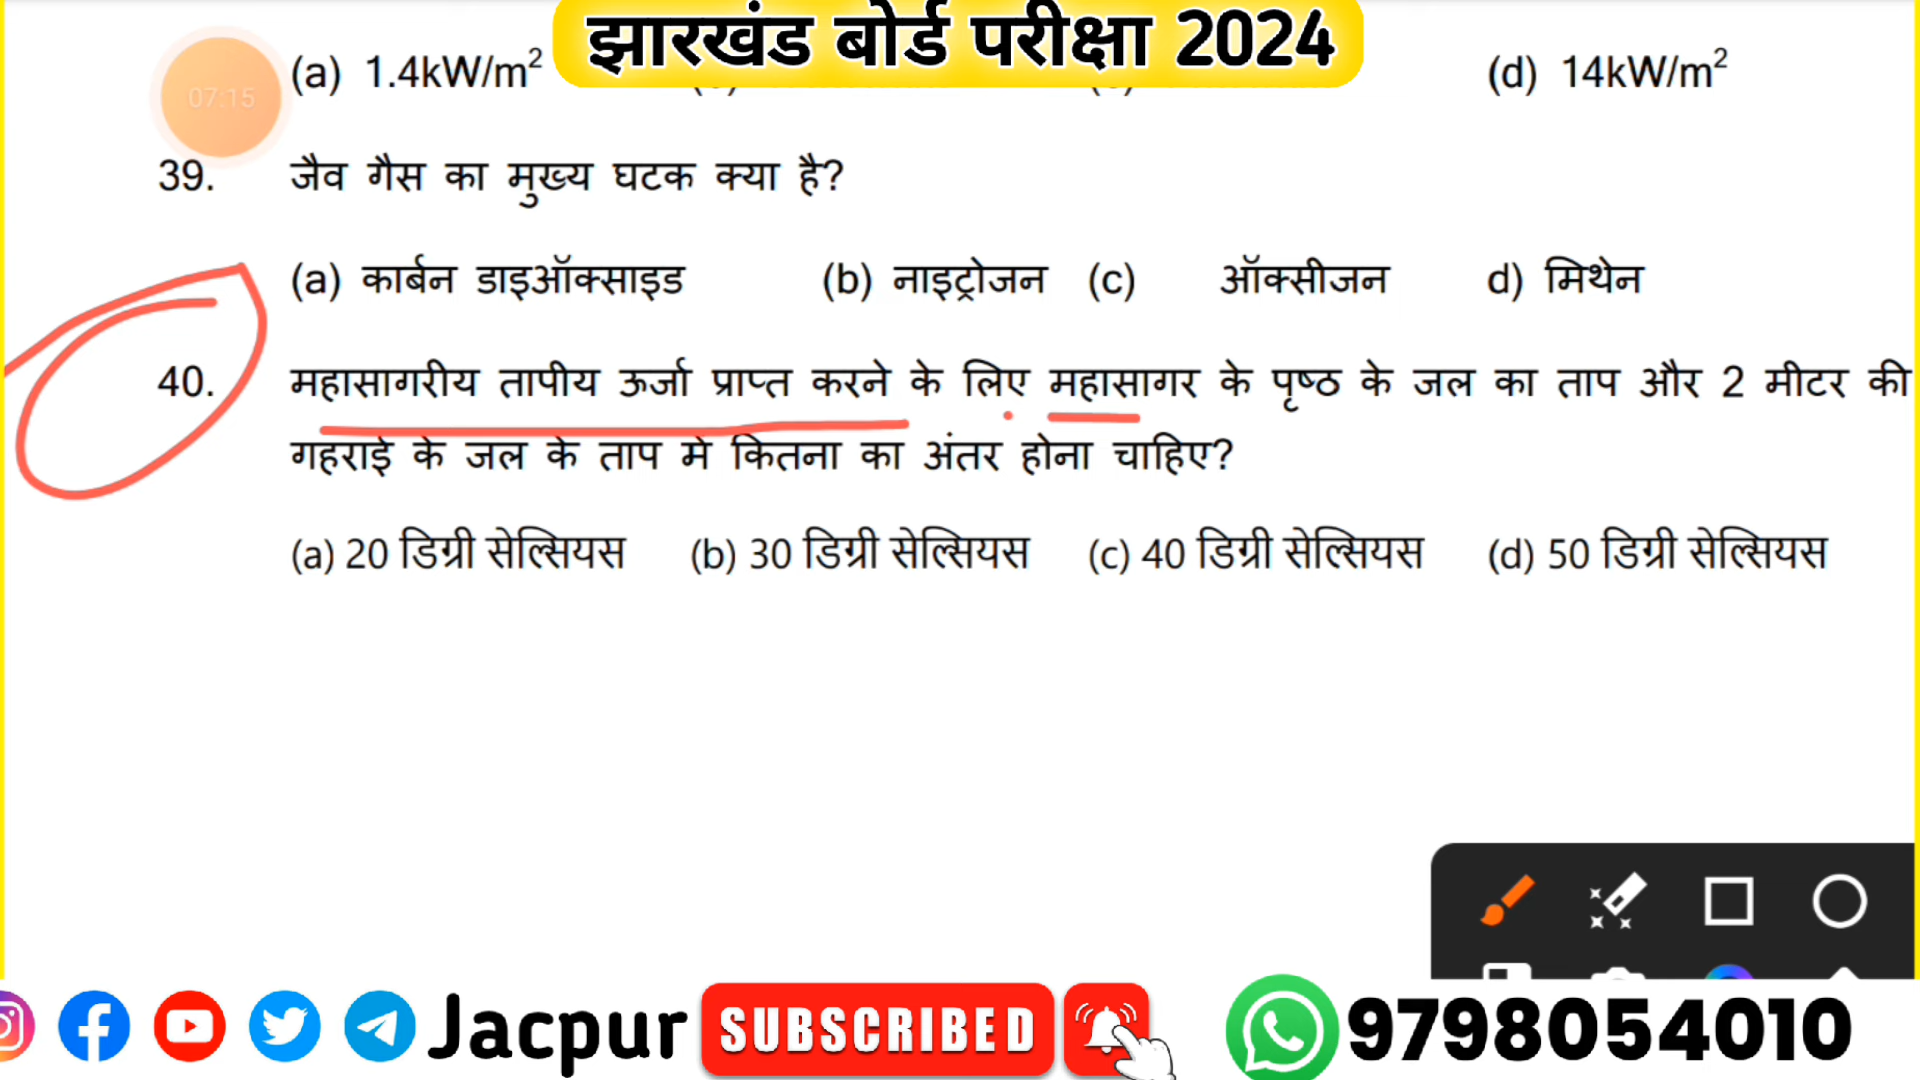 झारखंड बोर्ड परीक्षा 2024
07:15
(a) 1.4kW/m² (d) 14kW/m²
39. जैव गैस का मुख्य घटक क्या है?
(a) कार्बन डाइऑक्साइड (b) नाइट्रोजन (c) ऑक्सीजन d) मिथेन
40. महासागरीय तापीय ऊर्जा प्राप्त करने के लिए महासागर के पृष्ठ के जल का ताप और 2 मीटर की
गहराई के जल के ताप मे कितना का अंतर होना चाहिए?
(a) 20 डिग्री सेल्सियस (b) 30 डिग्री सेल्सियस (c) 40 डिग्री सेल्सियस (d) 50 डिग्री सेल्सियस
Jacpur SUBSCRIBED 9798054010